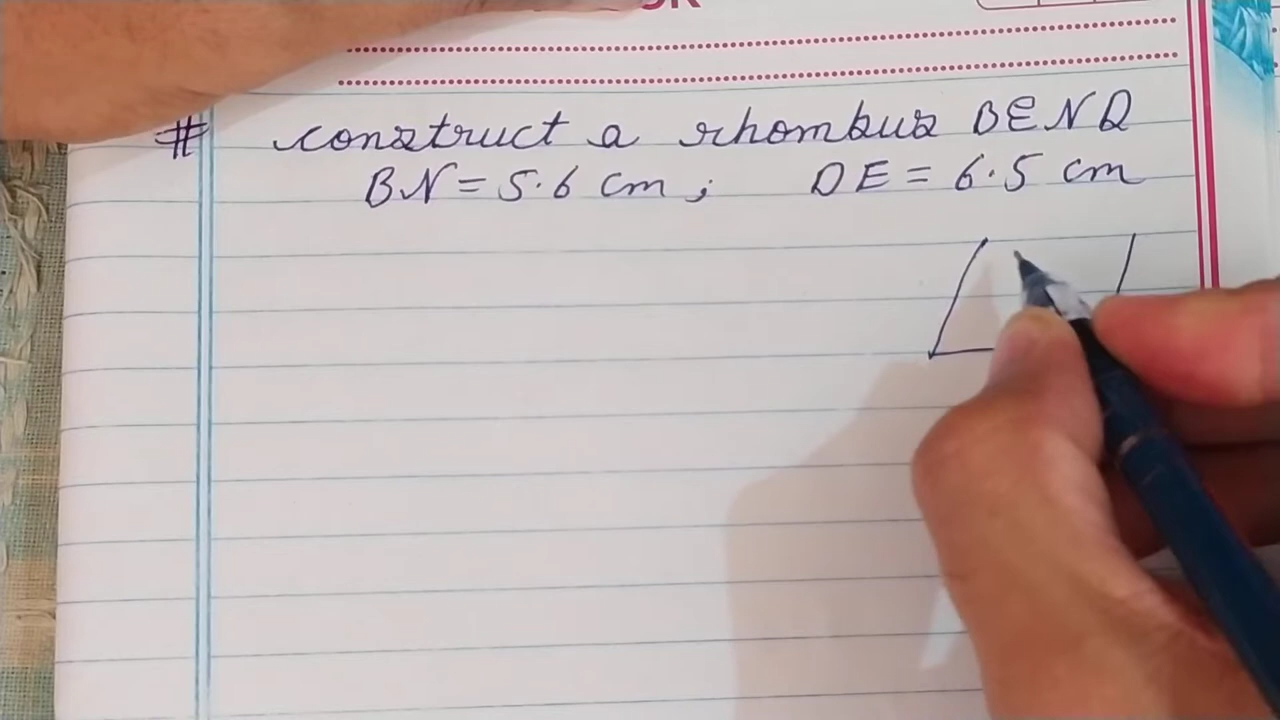 # construct a rhombus BEND
BN = 5.6 cm ; DE = 6.5 cm